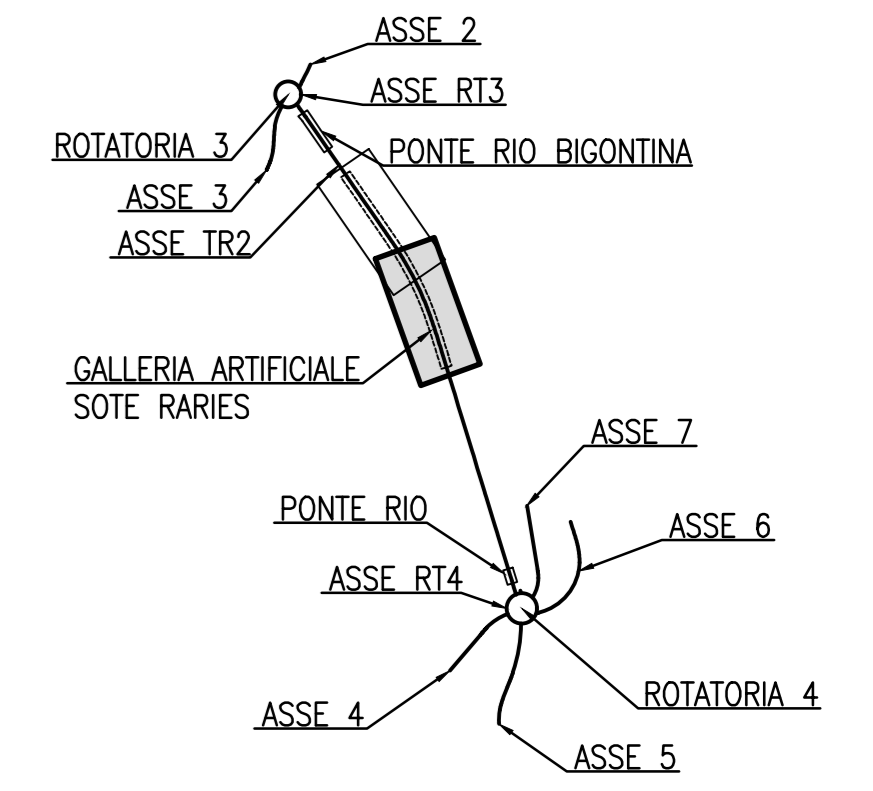 ASSE 2
ASSE RT3
ROTATORIA 3
PONTE RIO BIGONTINA
ASSE 3
ASSE TR2
GALLERIA ARTIFICIALE
SOTE RARIES
ASSE 7
PONTE RIO
ASSE 6
ASSE RT4
ROTATORIA 4
ASSE 4
ASSE 5